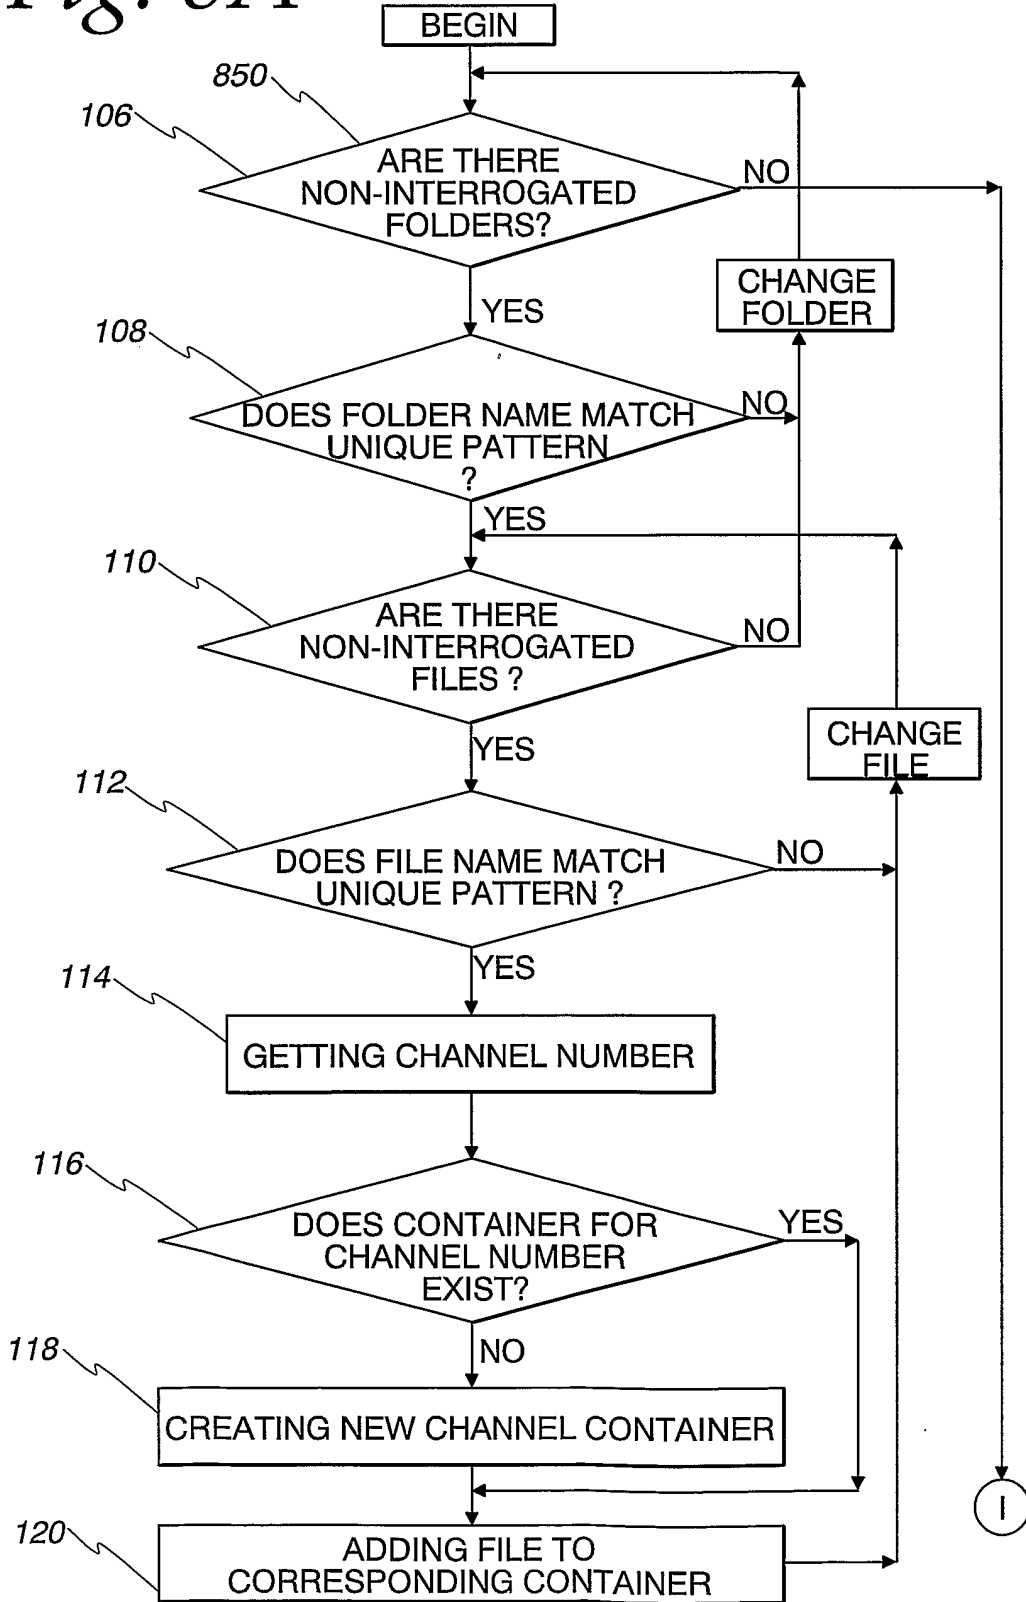 BEGIN
850
106
ARE THERE
NON-INTERROGATED
FOLDERS?
NO
CHANGE
FOLDER
YES
108
DOES FOLDER NAME MATCH
UNIQUE PATTERN
?
NO
YES
110
ARE THERE
NON-INTERROGATED
FILES ?
NO
CHANGE
FILE
YES
112
DOES FILE NAME MATCH
UNIQUE PATTERN ?
NO
YES
114
GETTING CHANNEL NUMBER
116
DOES CONTAINER FOR
CHANNEL NUMBER
EXIST?
YES
NO
118
CREATING NEW CHANNEL CONTAINER
I
120
ADDING FILE TO
CORRESPONDING CONTAINER